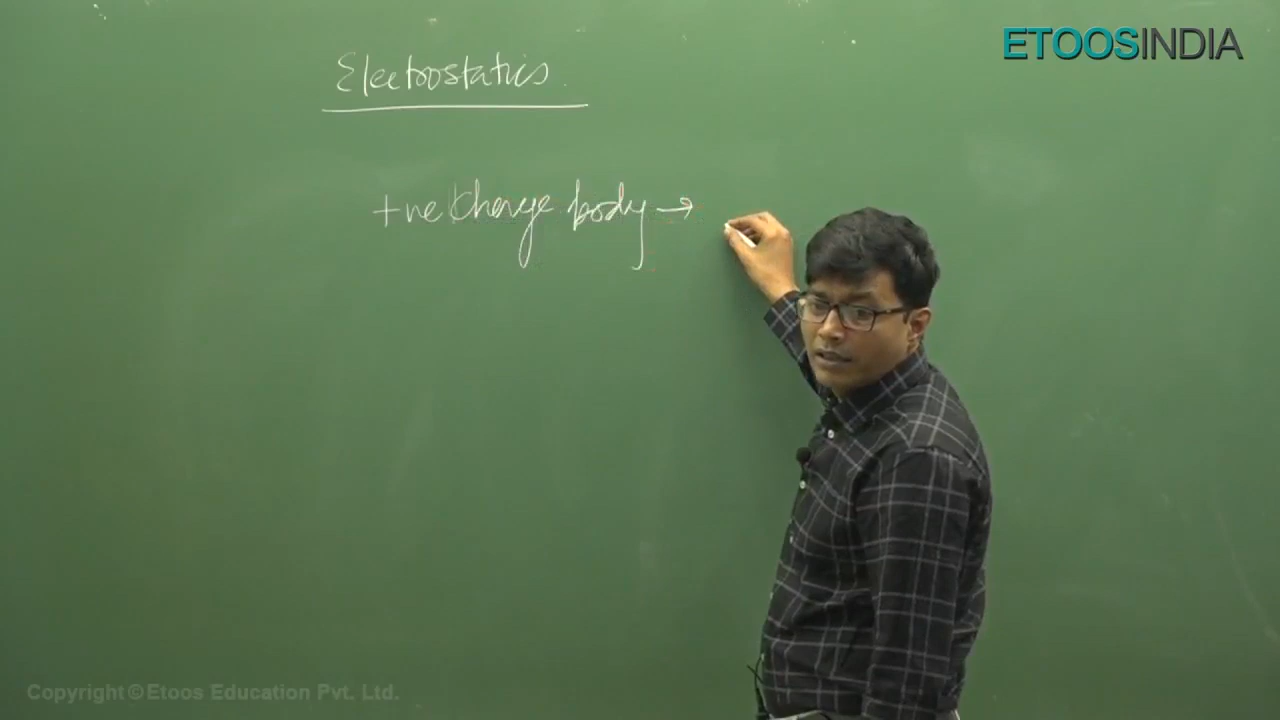 ETOOSINDIA
Electrostatics.
+ve charge body →
Copyright © Etoos Education Pvt. Ltd.